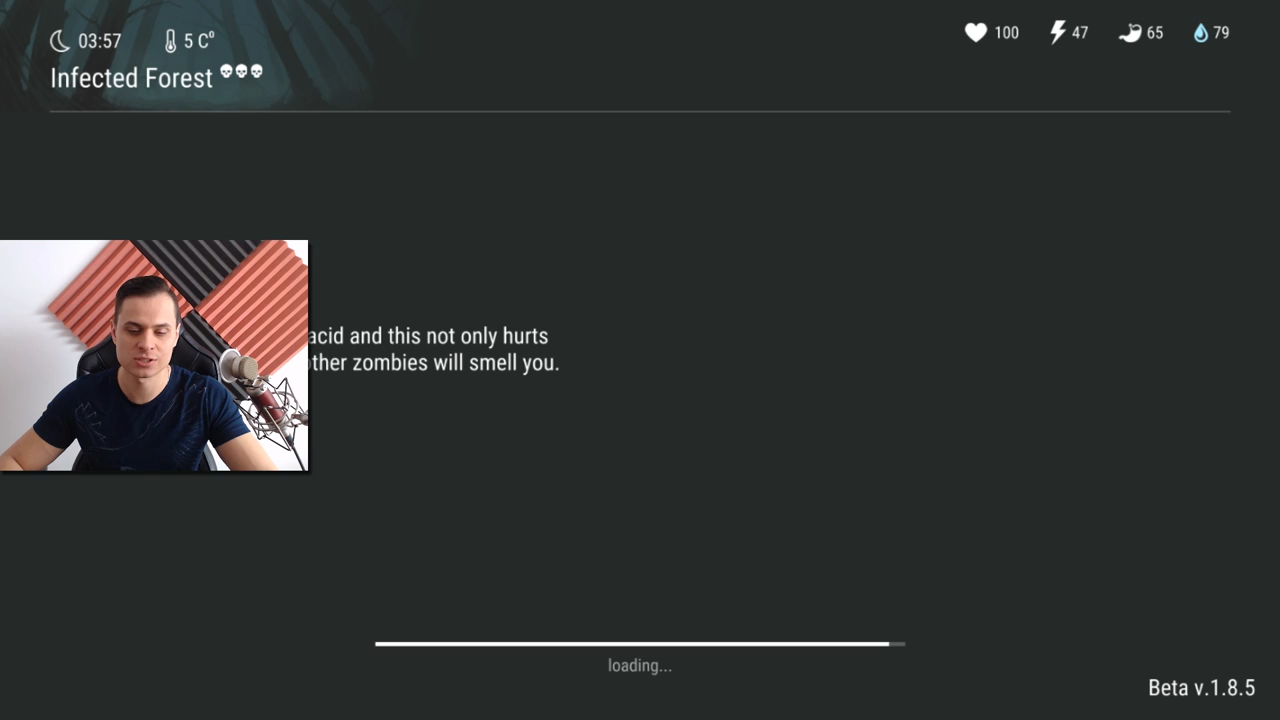 03:57 5 C°
100 47 65 79
Infected Forest
acid and this not only hurts
other zombies will smell you.
loading...
Beta v.1.8.5